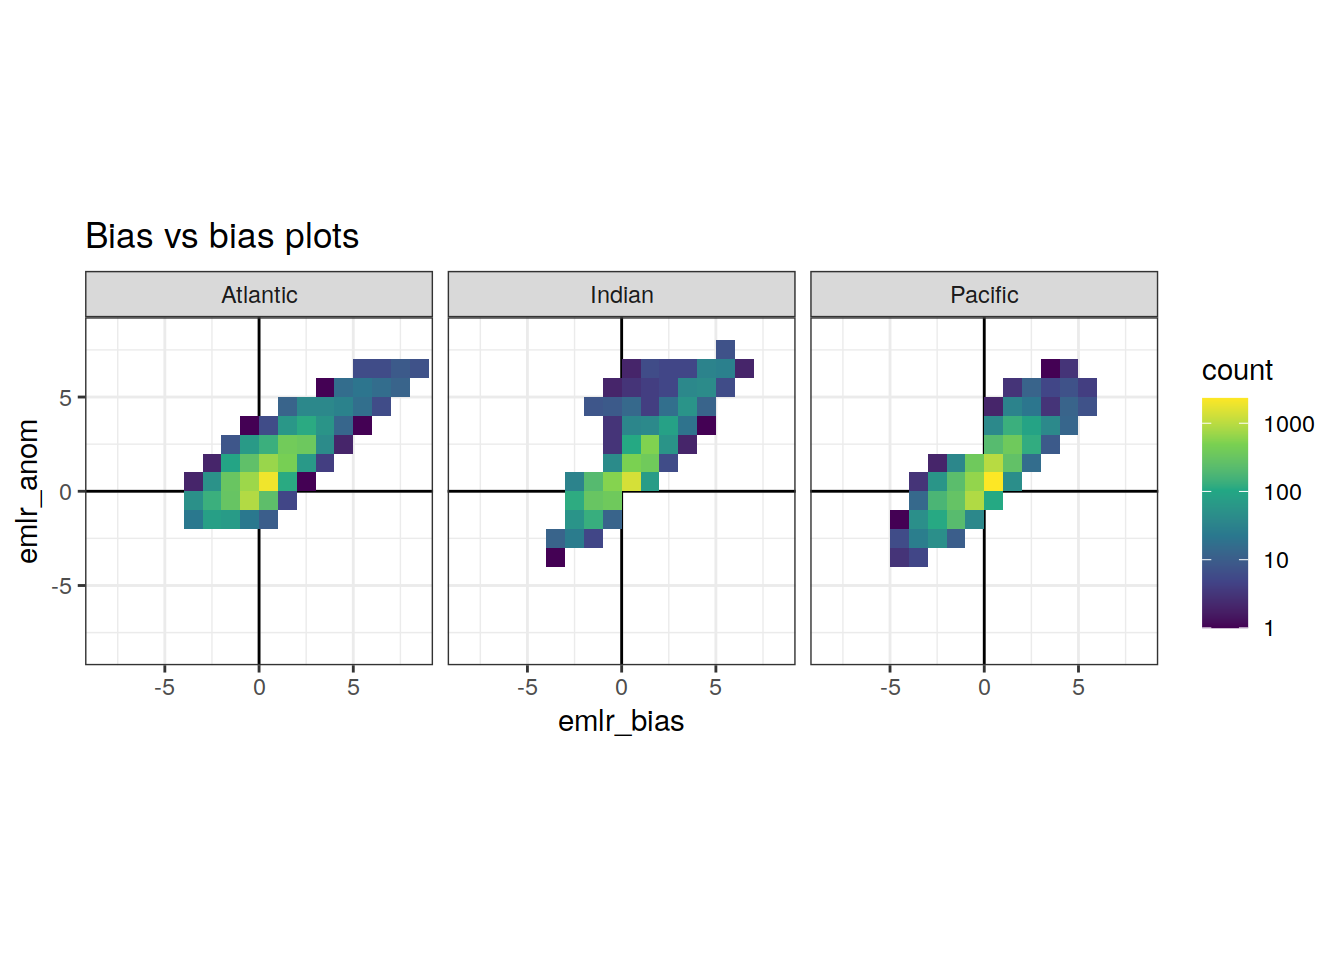 Bias vs bias plots
Atlantic Indian Pacific
5
0
-5
emlr_anom
-5 0 5 -5 0 5 -5 0 5
emlr_bias
count
1000
100
10
1